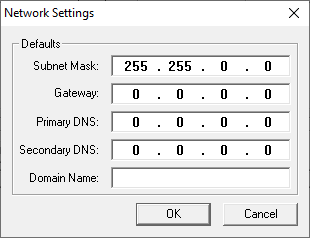 Network Settings
Defaults
Subnet Mask: 255 . 255 . 0 . 0
Gateway: 0 . 0 . 0 . 0
Primary DNS: 0 . 0 . 0 . 0
Secondary DNS: 0 . 0 . 0 . 0
Domain Name:
OK Cancel